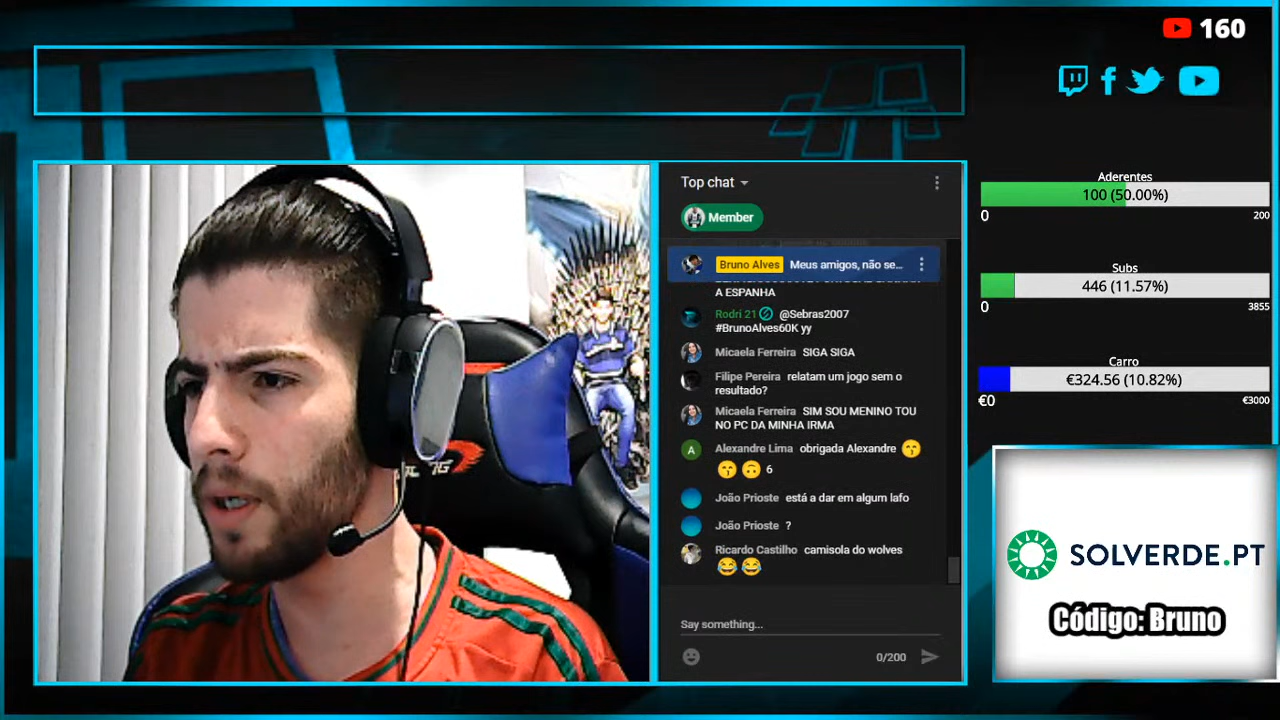 160
Top chat
Member
Bruno Alves Meus amigos, não se...
A ESPANHA
Rodri 21 @Sebras2007
#BrunoAlves60K yy
Micaela Ferreira SIGA SIGA
Filipe Pereira relatam um jogo sem o
resultado?
Micaela Ferreira SIM SOU MENINO TOU
NO PC DA MINHA IRMA
Alexandre Lima obrigada Alexandre 😙
😙 🙃 6
João Prioste está a dar em algum lafo
João Prioste ?
Ricardo Castilho camisola do wolves
😂 😂
Say something...
0/200
Aderentes
100 (50.00%)
0 200
Subs
446 (11.57%)
0 3855
Carro
€324.56 (10.82%)
€0 €3000
SOLVERDE.PT
Código: Bruno